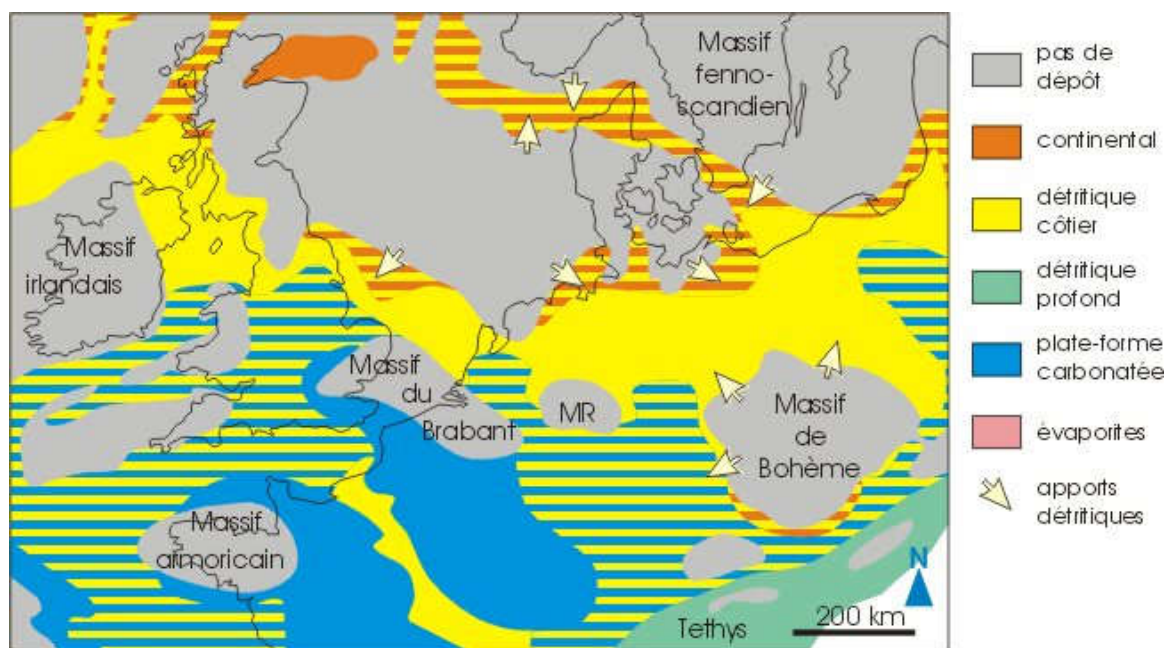 Massif
fenno-
scandien
Massif
irlandais
Massif
du
Brabant
MR
Massif
de
Bohème
Massif
armoricain
Tethys
N
200 km
pas de
dépôt
continental
détritique
côtier
détritique
profond
plate-forme
carbonatée
évaporites
apports
détritiques